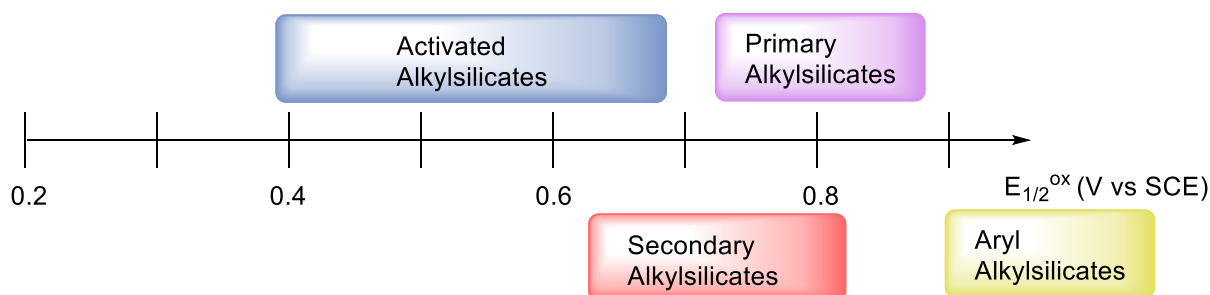 Activated
Alkylsilicates
Primary
Alkylsilicates
0.2
0.4
0.6
0.8
E1/2ox (V vs SCE)
Secondary
Alkylsilicates
Aryl
Alkylsilicates